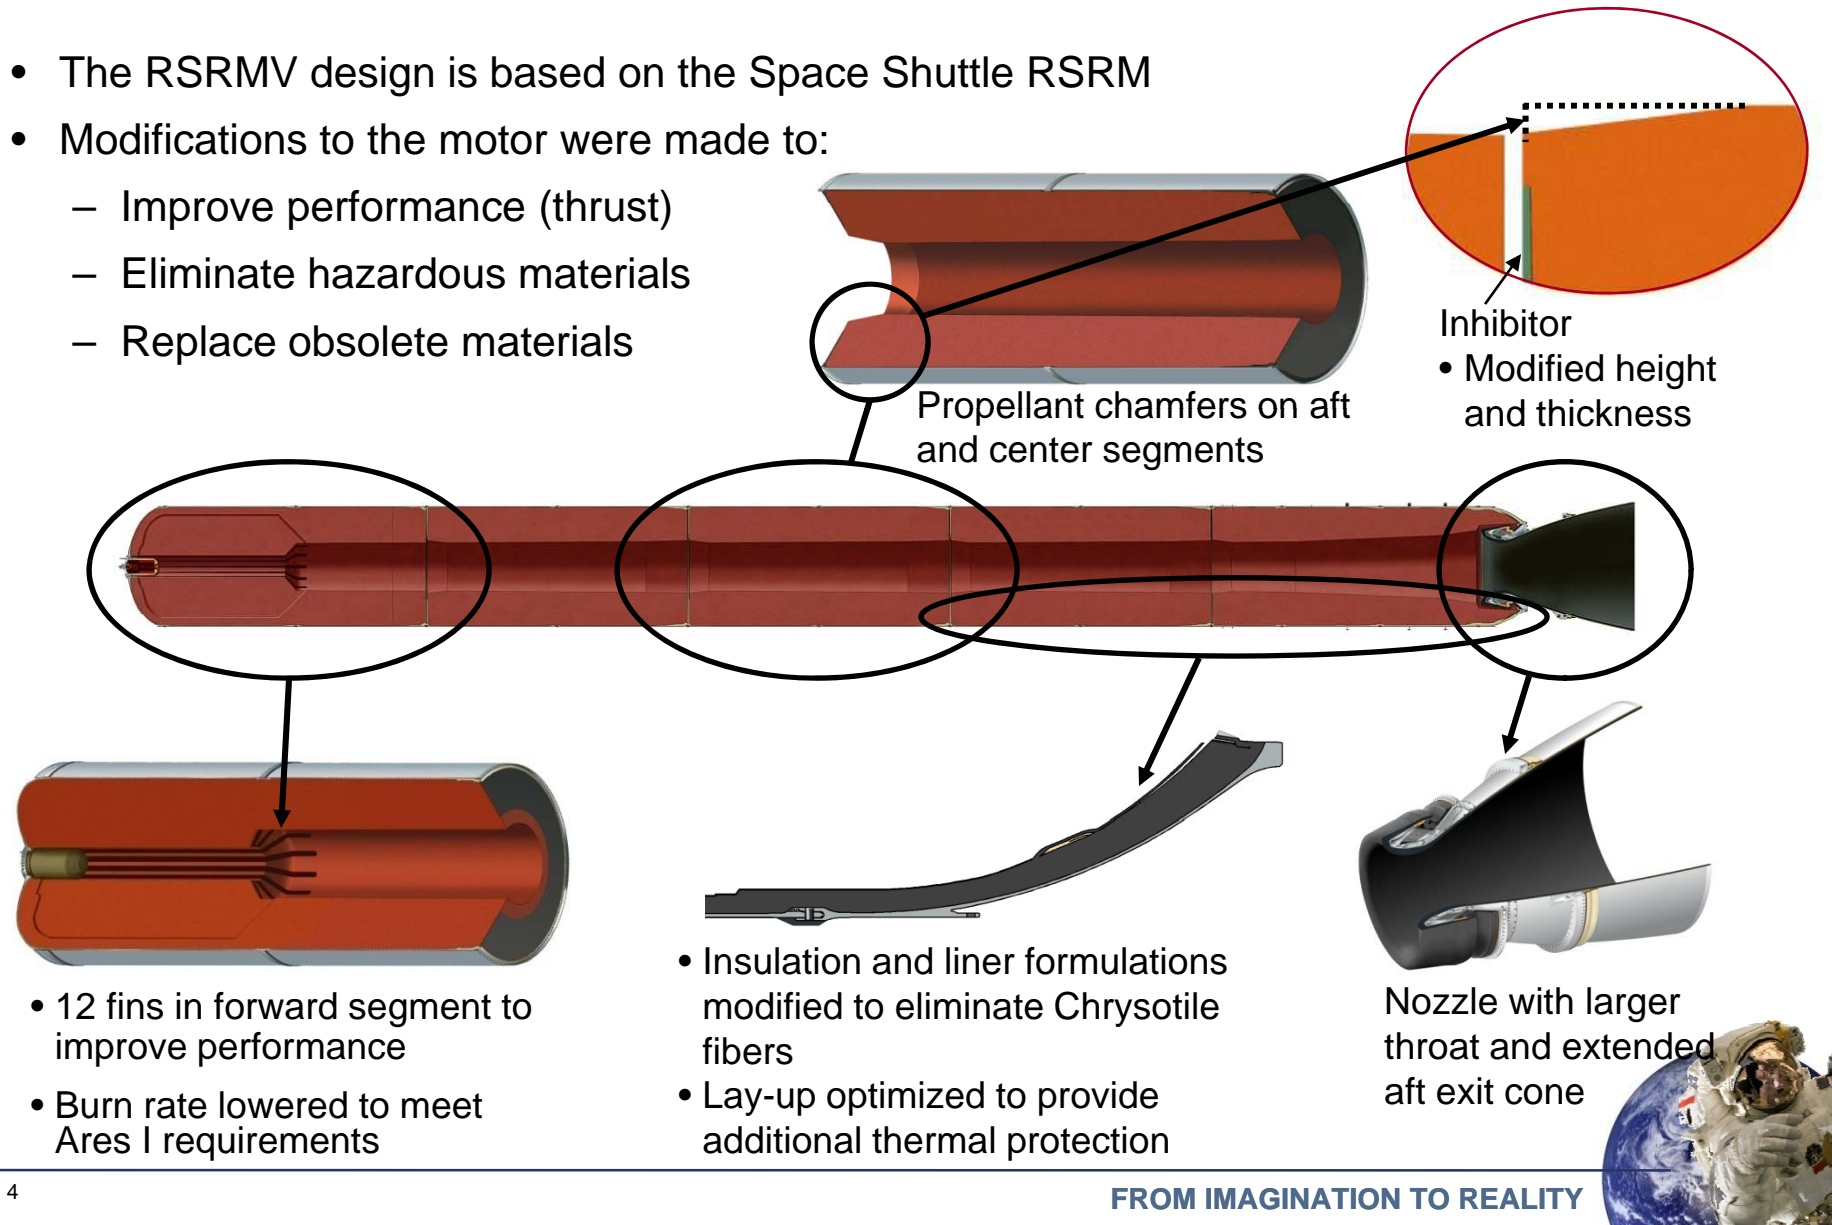 • The RSRMV design is based on the Space Shuttle RSRM
• Modifications to the motor were made to:
– Improve performance (thrust)
– Eliminate hazardous materials
– Replace obsolete materials
Inhibitor
• Modified height
and thickness
Propellant chamfers on aft
and center segments
• 12 fins in forward segment to
improve performance
• Burn rate lowered to meet
Ares I requirements
• Insulation and liner formulations
modified to eliminate Chrysotile
fibers
• Lay-up optimized to provide
additional thermal protection
Nozzle with larger
throat and extended
aft exit cone
4
FROM IMAGINATION TO REALITY